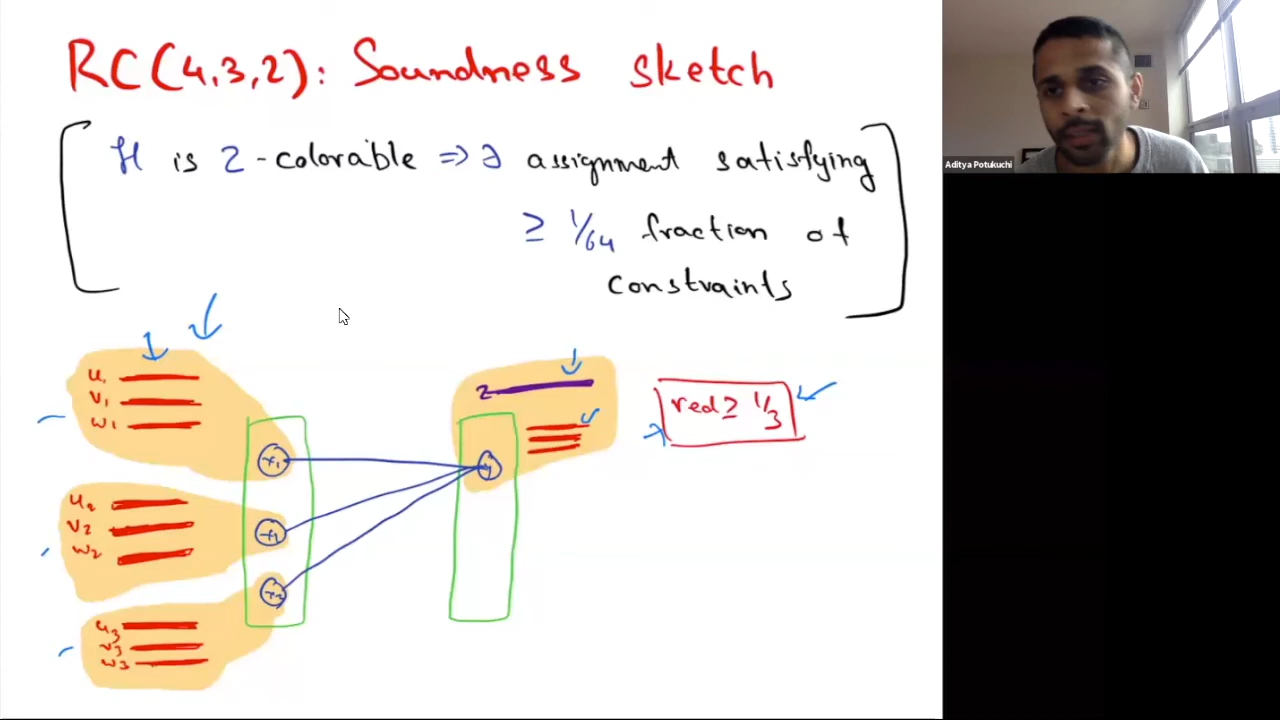 RC(4,3,2): Soundness sketch
H is 2-colorable => ∃ assignment satisfying
≥ 1/64 fraction of
constraints
u1
v1
w1
x1
u2
v2
w2
u3
v3
w3
z
y
red ≥ 1/3
Aditya Potukuchi